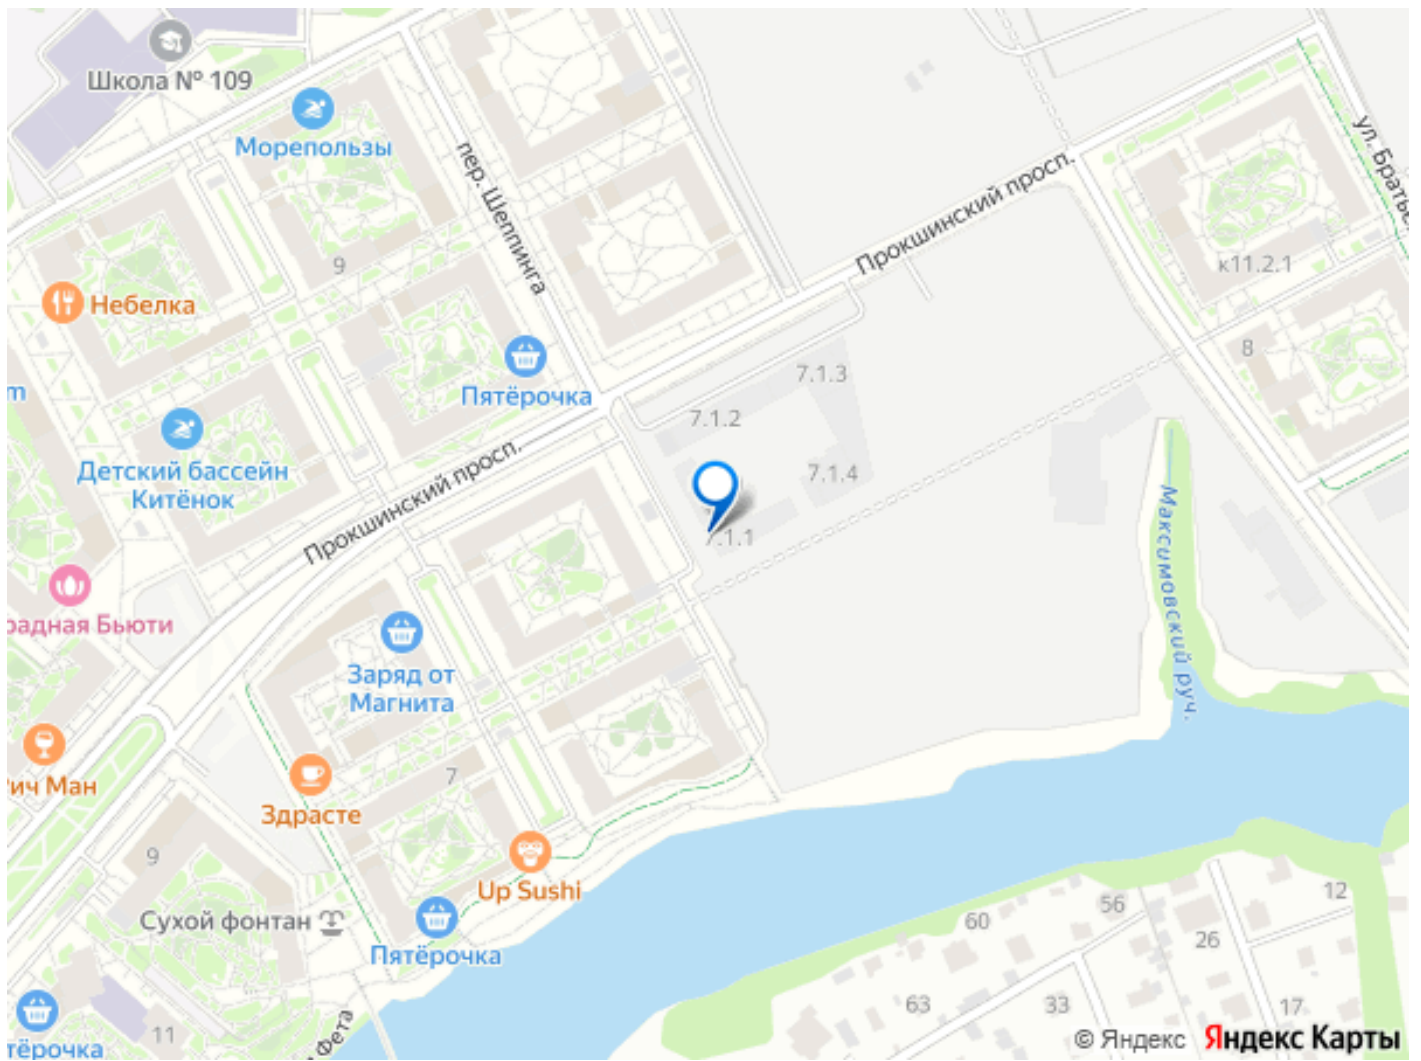 Школа № 109
Морепользы
пер. Шеппинга
Прокшинский просп.
ул. Братье
к11.2.1
9
Небелка
8
Пятёрочка
7.1.3
7.1.2
m
Детский бассейн
Китёнок
Прокшинский просп.
7.1.4
7.1.1
Максимовский руч.
радная Бьюти
Заряд от
Магнита
ич Ман
7
Здрасте
9
Up Sushi
12
56
60
26
Сухой фонтан
Пятёрочка
63
33
17
11
Фета
тёрочка
© Яндекс Яндекс Карты